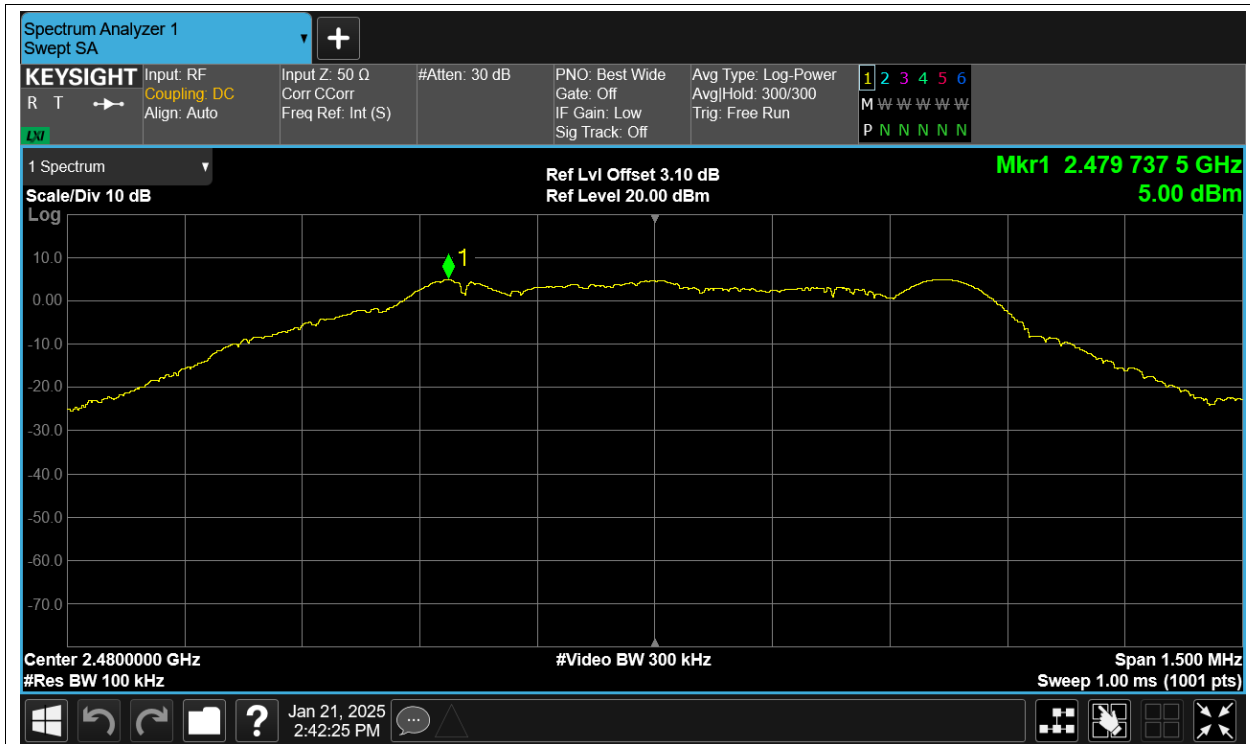 Spectrum Analyzer 1
Swept SA
KEYSIGHT
R T
LXI
Input: RF
Coupling: DC
Align: Auto
Input Z: 50 Ω
Corr CCorr
Freq Ref: Int (S)
#Atten: 30 dB
PNO: Best Wide
Gate: Off
IF Gain: Low
Sig Track: Off
Avg Type: Log-Power
Avg|Hold: 300/300
Trig: Free Run
1 2 3 4 5 6
M W W W W W
P N N N N N
1 Spectrum
Scale/Div 10 dB
Log
Ref Lvl Offset 3.10 dB
Ref Level 20.00 dBm
Mkr1 2.479 737 5 GHz
5.00 dBm
1
10.0
0.00
-10.0
-20.0
-30.0
-40.0
-50.0
-60.0
-70.0
Center 2.4800000 GHz
#Res BW 100 kHz
#Video BW 300 kHz
Span 1.500 MHz
Sweep 1.00 ms (1001 pts)
?
Jan 21, 2025
2:42:25 PM